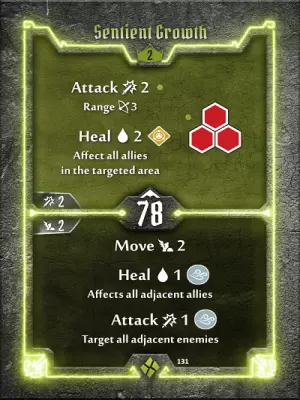 Sentient Growth
2
Attack 2
Range 3
Heal 2
Affect all allies
in the targeted area
2
78
2
Move 2
Heal 1
Affects all adjacent allies
Attack 1
Target all adjacent enemies
131